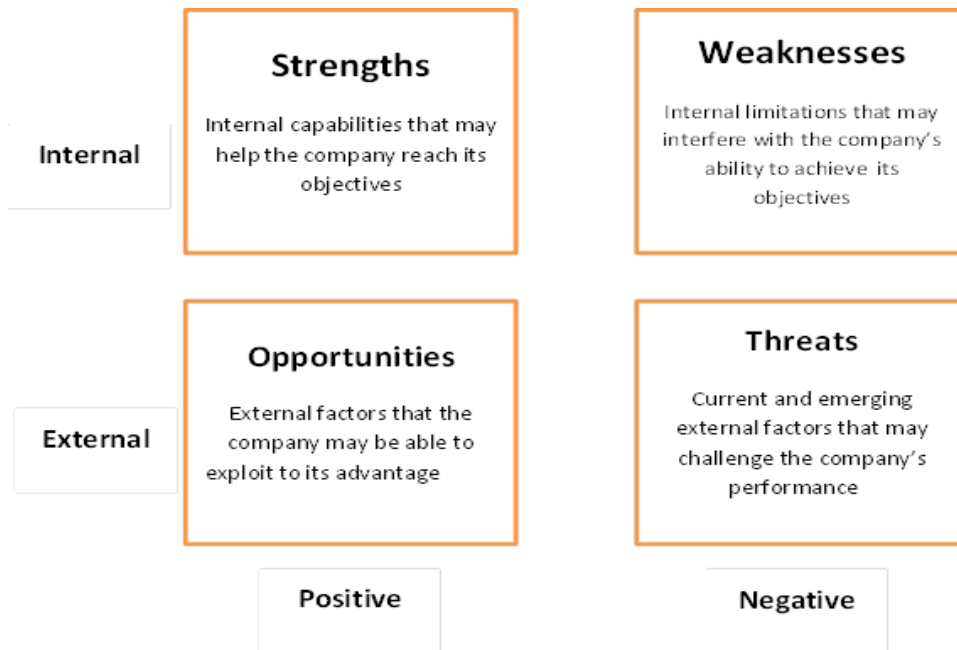 Internal
Strengths
Internal capabilities that may
help the company reach its
objectives
Weaknesses
Internal limitations that may
interfere with the company’s
ability to achieve its
objectives
External
Opportunities
External factors that the
company may be able to
exploit to its advantage
Threats
Current and emerging
external factors that may
challenge the company’s
performance
Positive
Negative